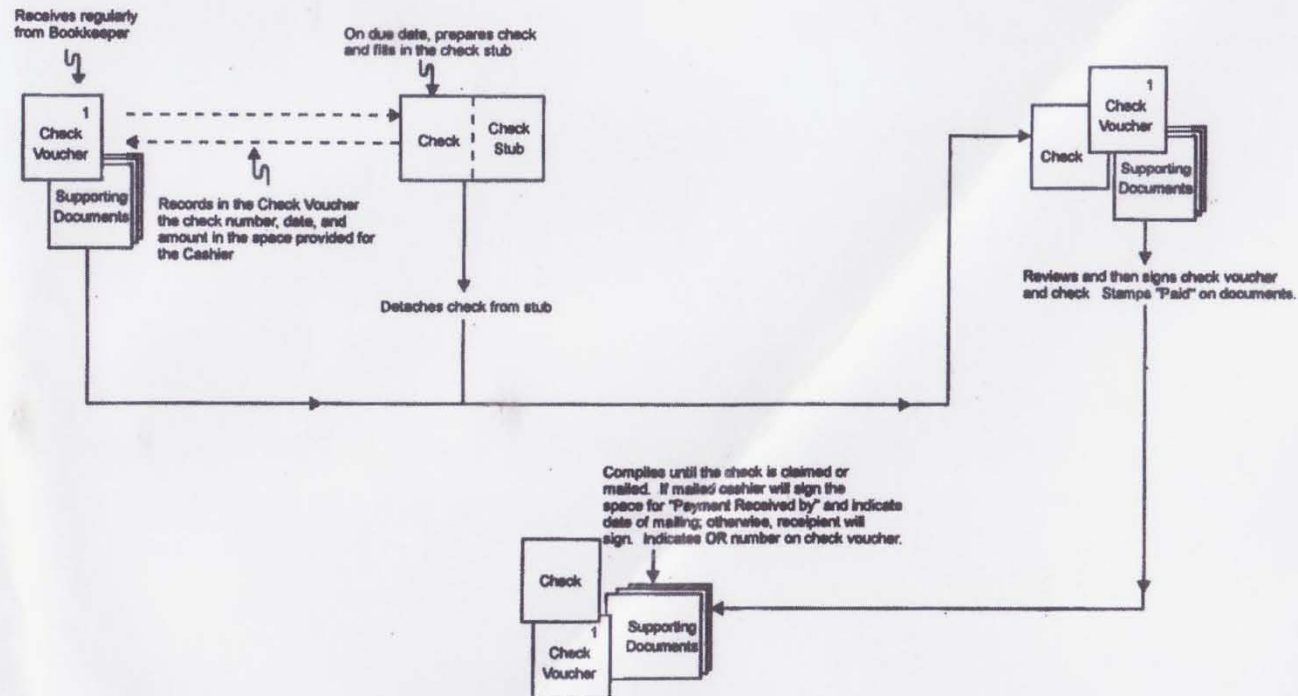 Receives regularly
from Bookkeeper
On due date, prepares check
and fills in the check stub
1
Check
Voucher
Supporting
Documents
Check
Check
Stub
Records in the Check Voucher
the check number, date, and
amount in the space provided for
the Cashier
Detaches check from stub
1
Check
Voucher
Check
Supporting
Documents
Reviews and then signs check voucher
and check Stamps "Paid" on documents.
Compiles until the check is claimed or
mailed. If mailed cashier will sign the
space for "Payment Received by" and indicate
date of mailing; otherwise, receipient will
sign. Indicates OR number on check voucher.
Check
1
Check
Voucher
Supporting
Documents